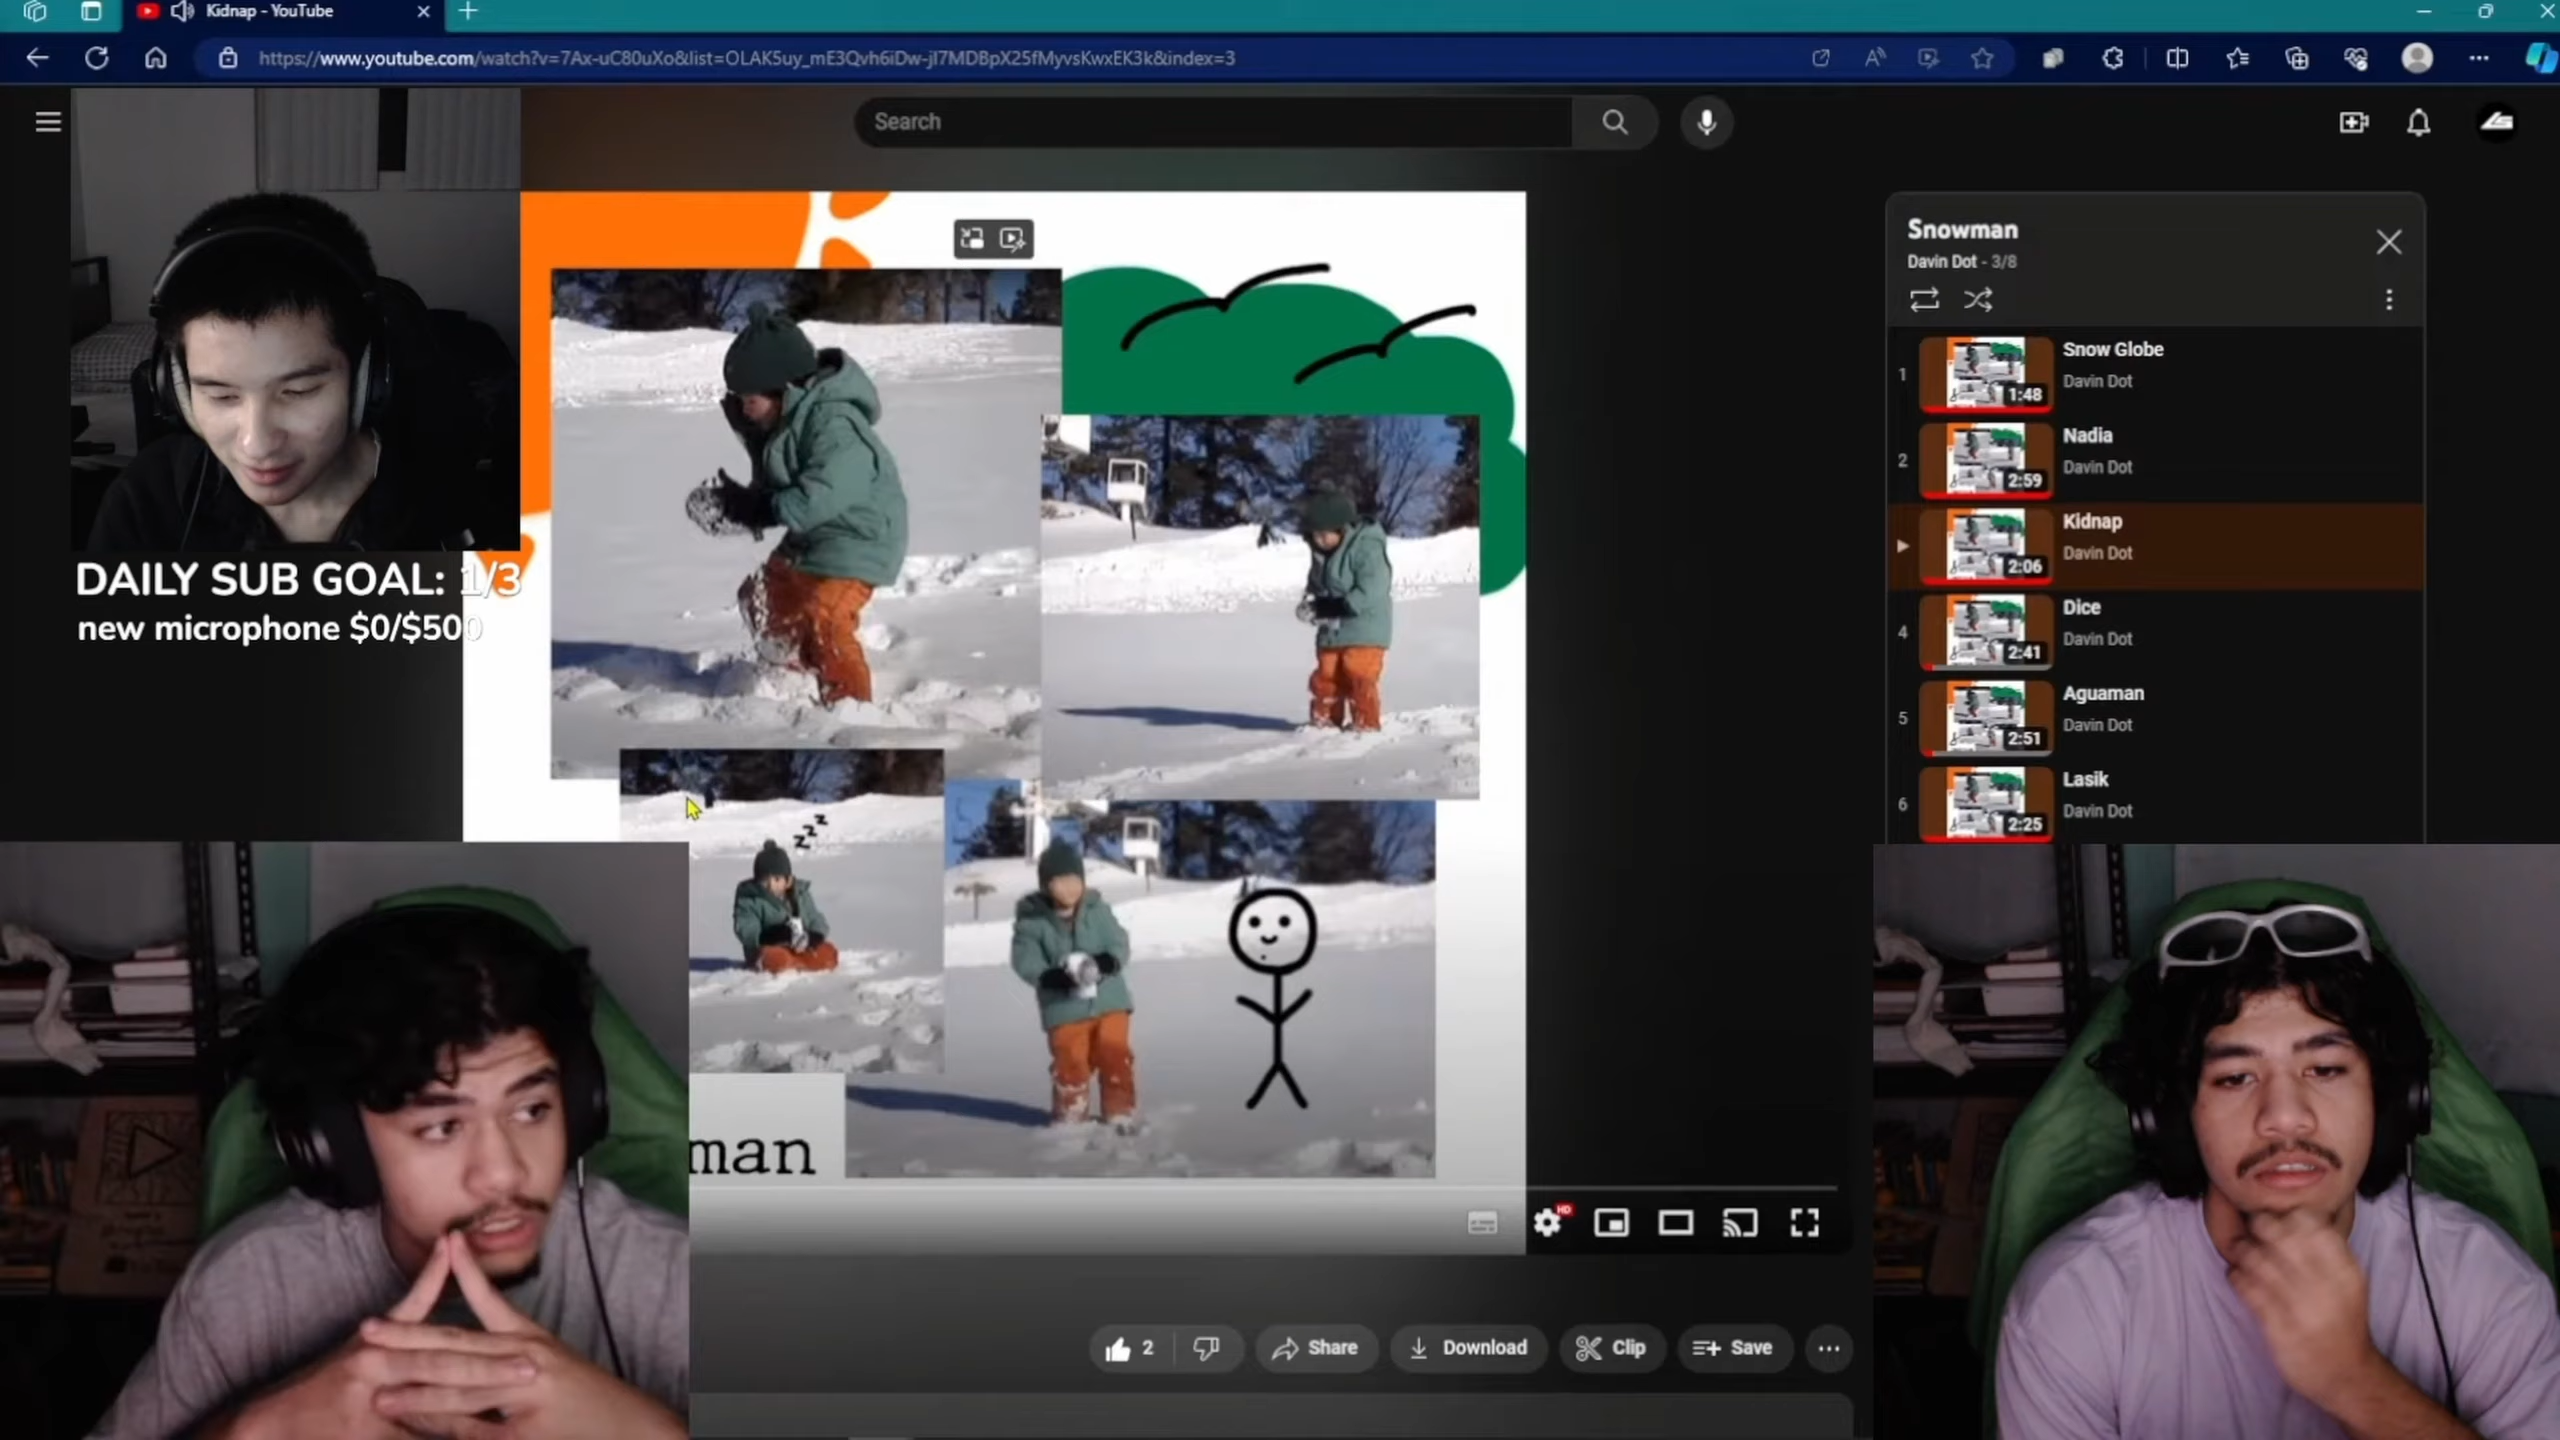 Kidnap - YouTube
https://www.youtube.com/watch?v=7Ax-uC80uXo&list=OLAK5uy_mE3Qvh6iDw-jI7MDBpX25fMyvsKwxEK3k&index=3
Search
Snowman
Davin Dot - 3/8
1
1:48
Snow Globe
Davin Dot
2
2:59
Nadia
Davin Dot
2:06
Kidnap
Davin Dot
4
2:41
Dice
Davin Dot
5
2:51
Aguaman
Davin Dot
6
2:25
Lasik
Davin Dot
DAILY SUB GOAL: 1/3
new microphone $0/$500
zzz
man
HD
2
Share
Download
Clip
Save